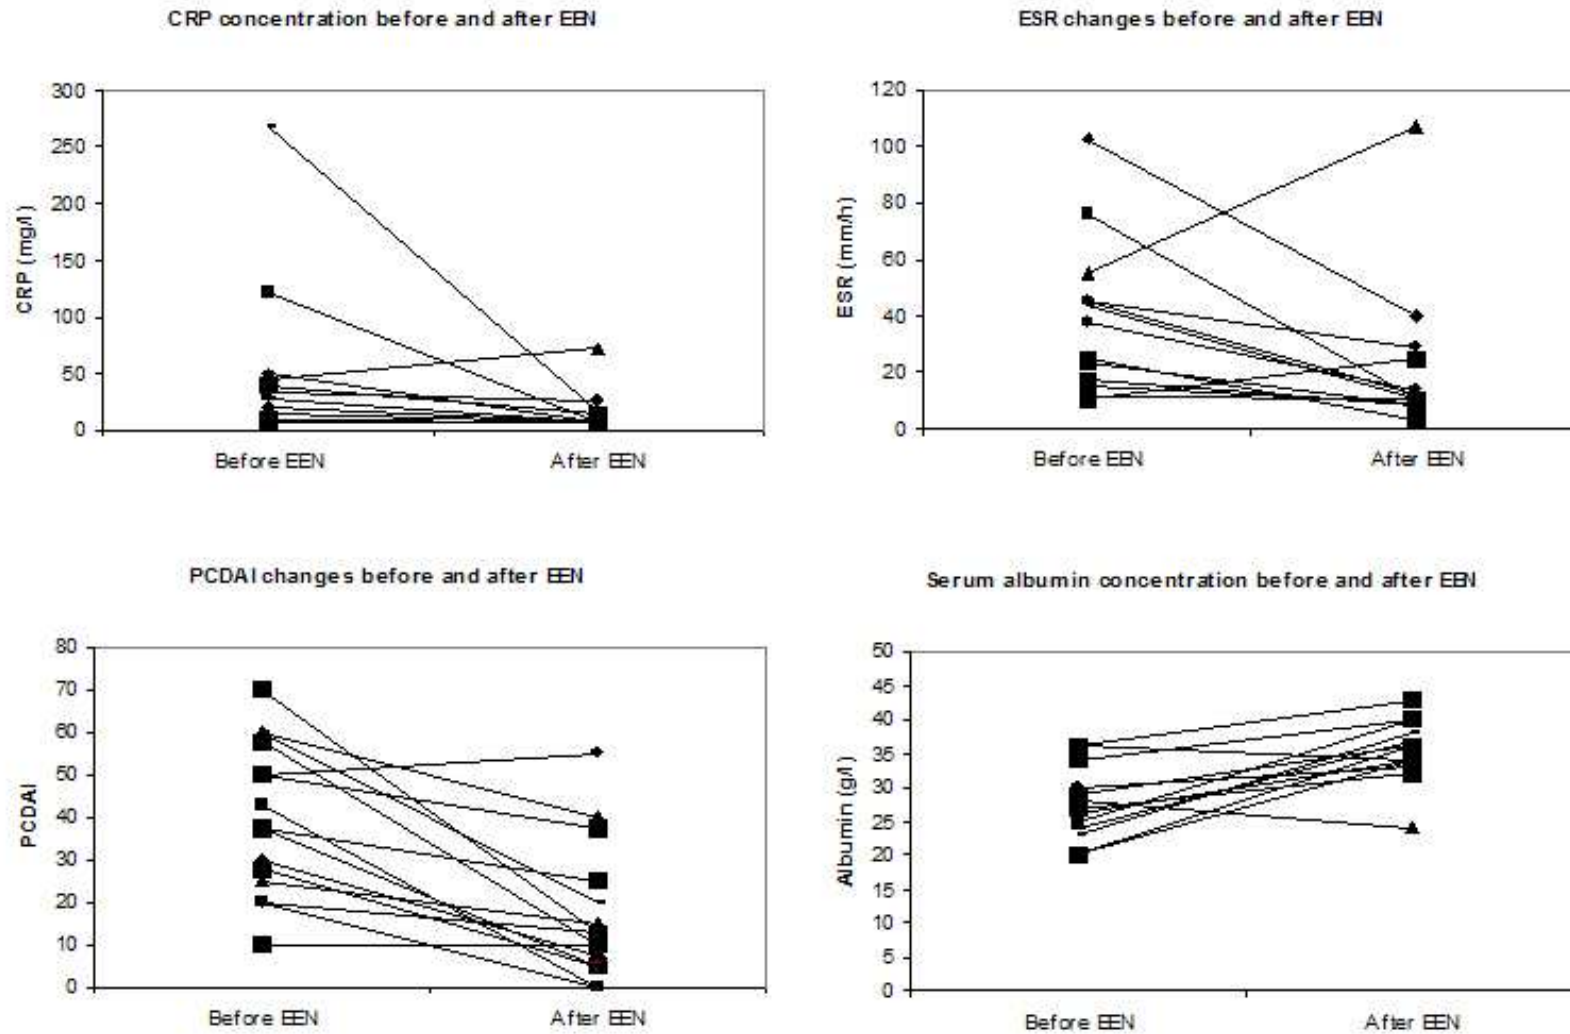 CRP concentration before and after EEN
300
250
200
150
100
50
0
CRP (mg/l)
Before EEN
After EEN
ESR changes before and after EEN
120
100
80
60
40
20
0
ESR (mm/h)
Before EEN
After EEN
PCDAI changes before and after EEN
80
70
60
50
40
30
20
10
0
PCDAI
Before EEN
After EEN
Serum albumin concentration before and after EEN
50
45
40
35
30
25
20
15
10
5
0
Albumin (g/l)
Before EEN
After EEN